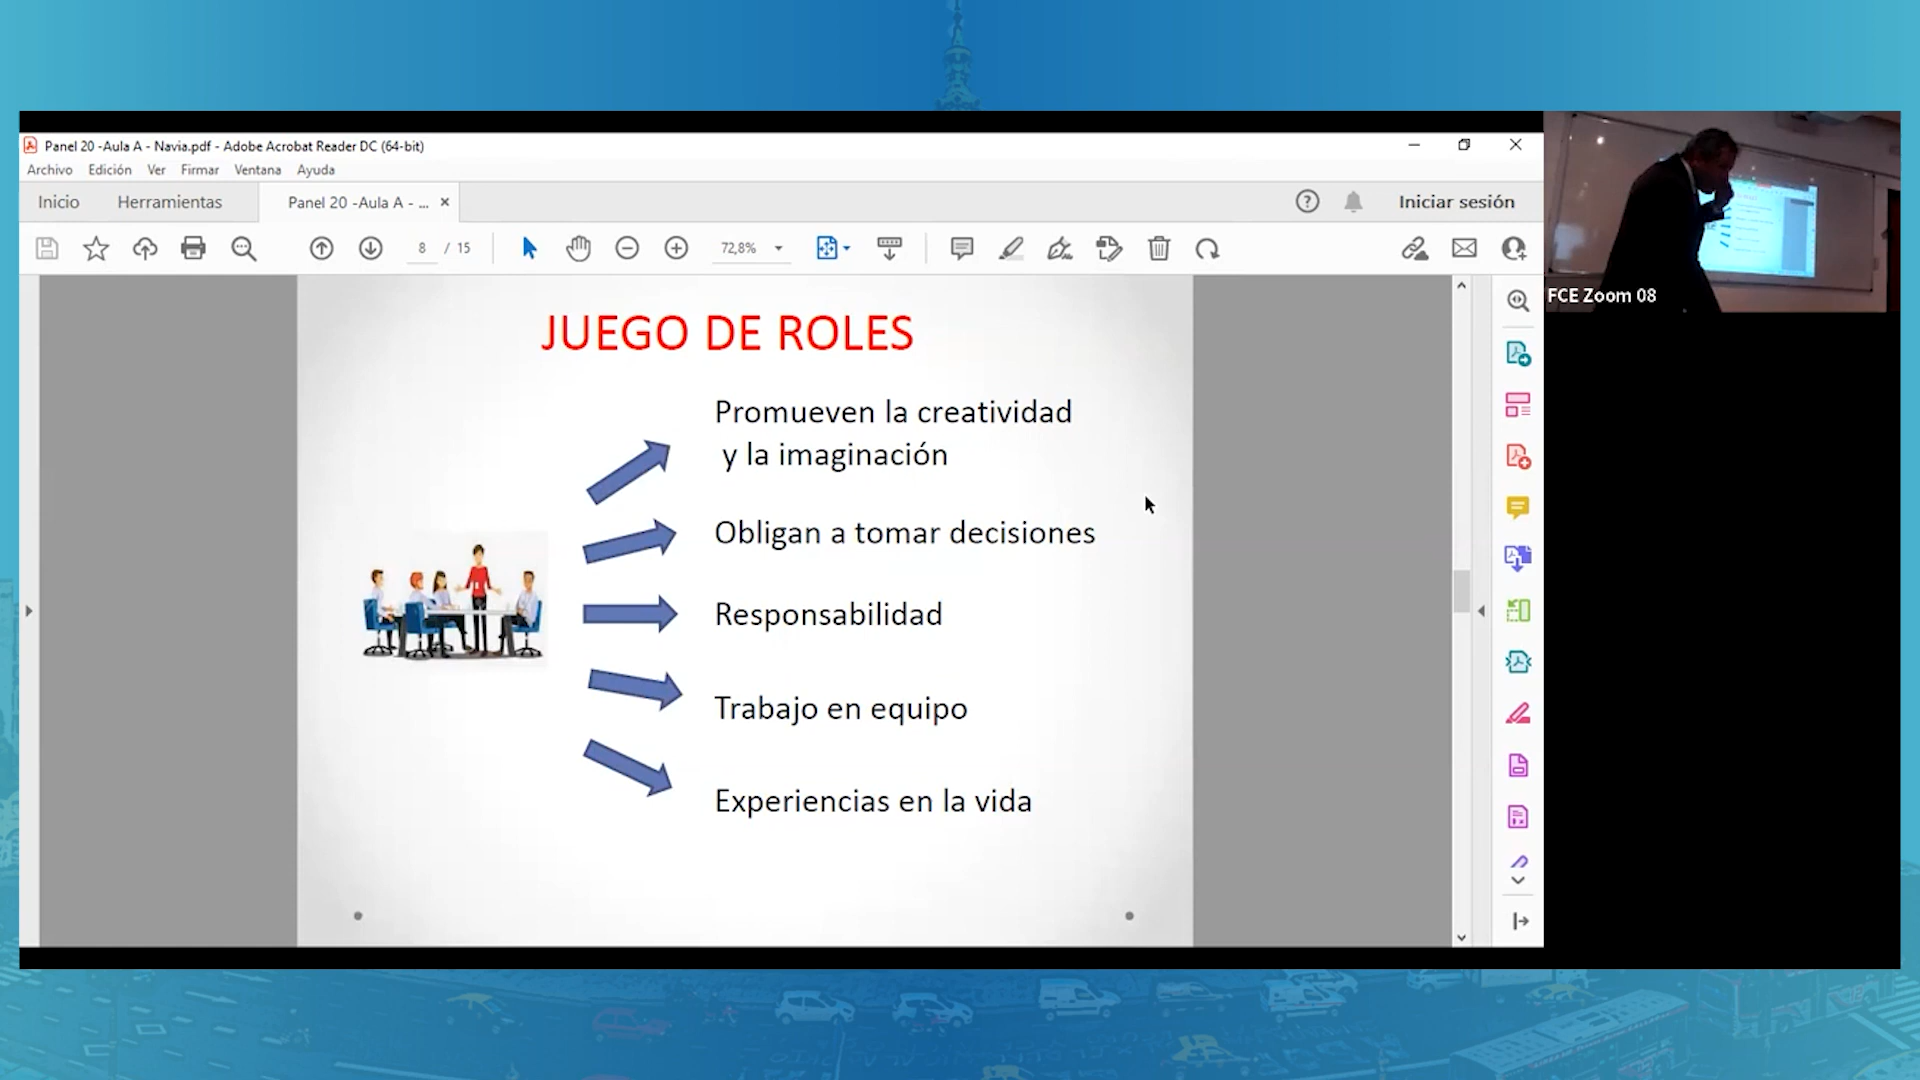 Panel 20 -Aula A - Navia.pdf - Adobe Acrobat Reader DC (64-bit)
Archivo Edición Ver Firmar Ventana Ayuda
Inicio Herramientas Panel 20 -Aula A - ... Iniciar sesión
8 / 15 72,8%
JUEGO DE ROLES
Promueven la creatividad
y la imaginación
Obligan a tomar decisiones
Responsabilidad
Trabajo en equipo
Experiencias en la vida
FCE Zoom 08